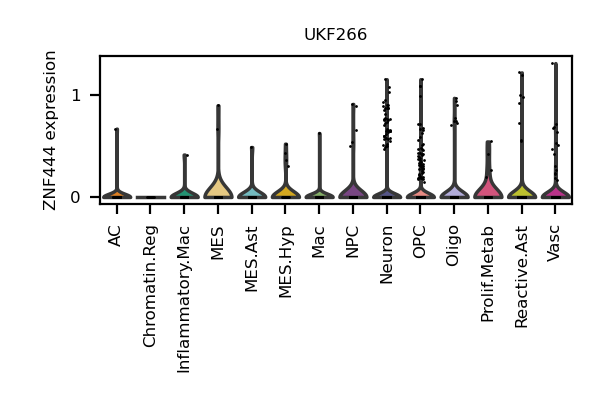 UKF266
ZNF444 expression
1
0
AC
Chromatin.Reg
Inflammatory.Mac
MES
MES.Ast
MES.Hyp
Mac
NPC
Neuron
OPC
Oligo
Prolif.Metab
Reactive.Ast
Vasc